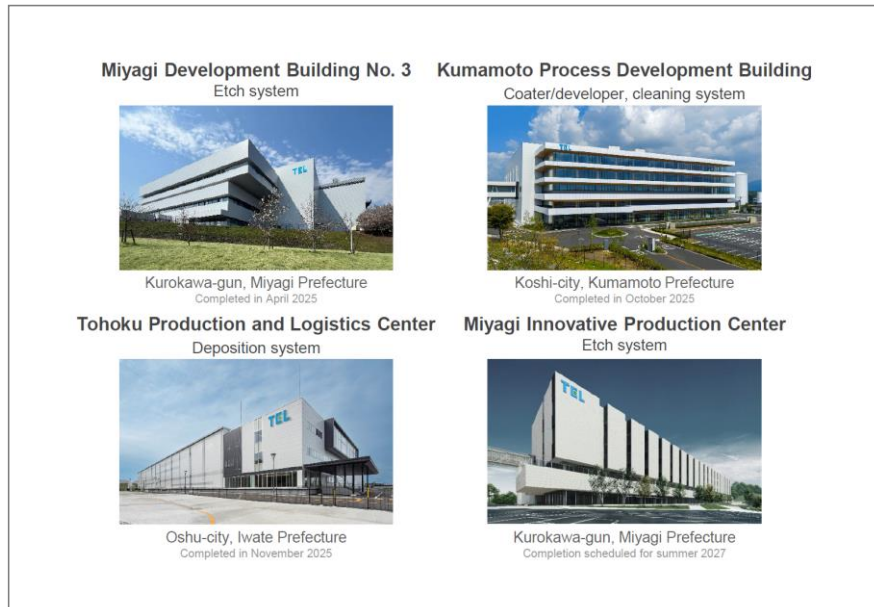 Miyagi Development Building No. 3
Etch system
TEL
Kurokawa-gun, Miyagi Prefecture
Completed in April 2025
Kumamoto Process Development Building
Coater/developer, cleaning system
TEL
Koshi-city, Kumamoto Prefecture
Completed in October 2025
Tohoku Production and Logistics Center
Deposition system
TEL
Oshu-city, Iwate Prefecture
Completed in November 2025
Miyagi Innovative Production Center
Etch system
TEL
Kurokawa-gun, Miyagi Prefecture
Completion scheduled for summer 2027